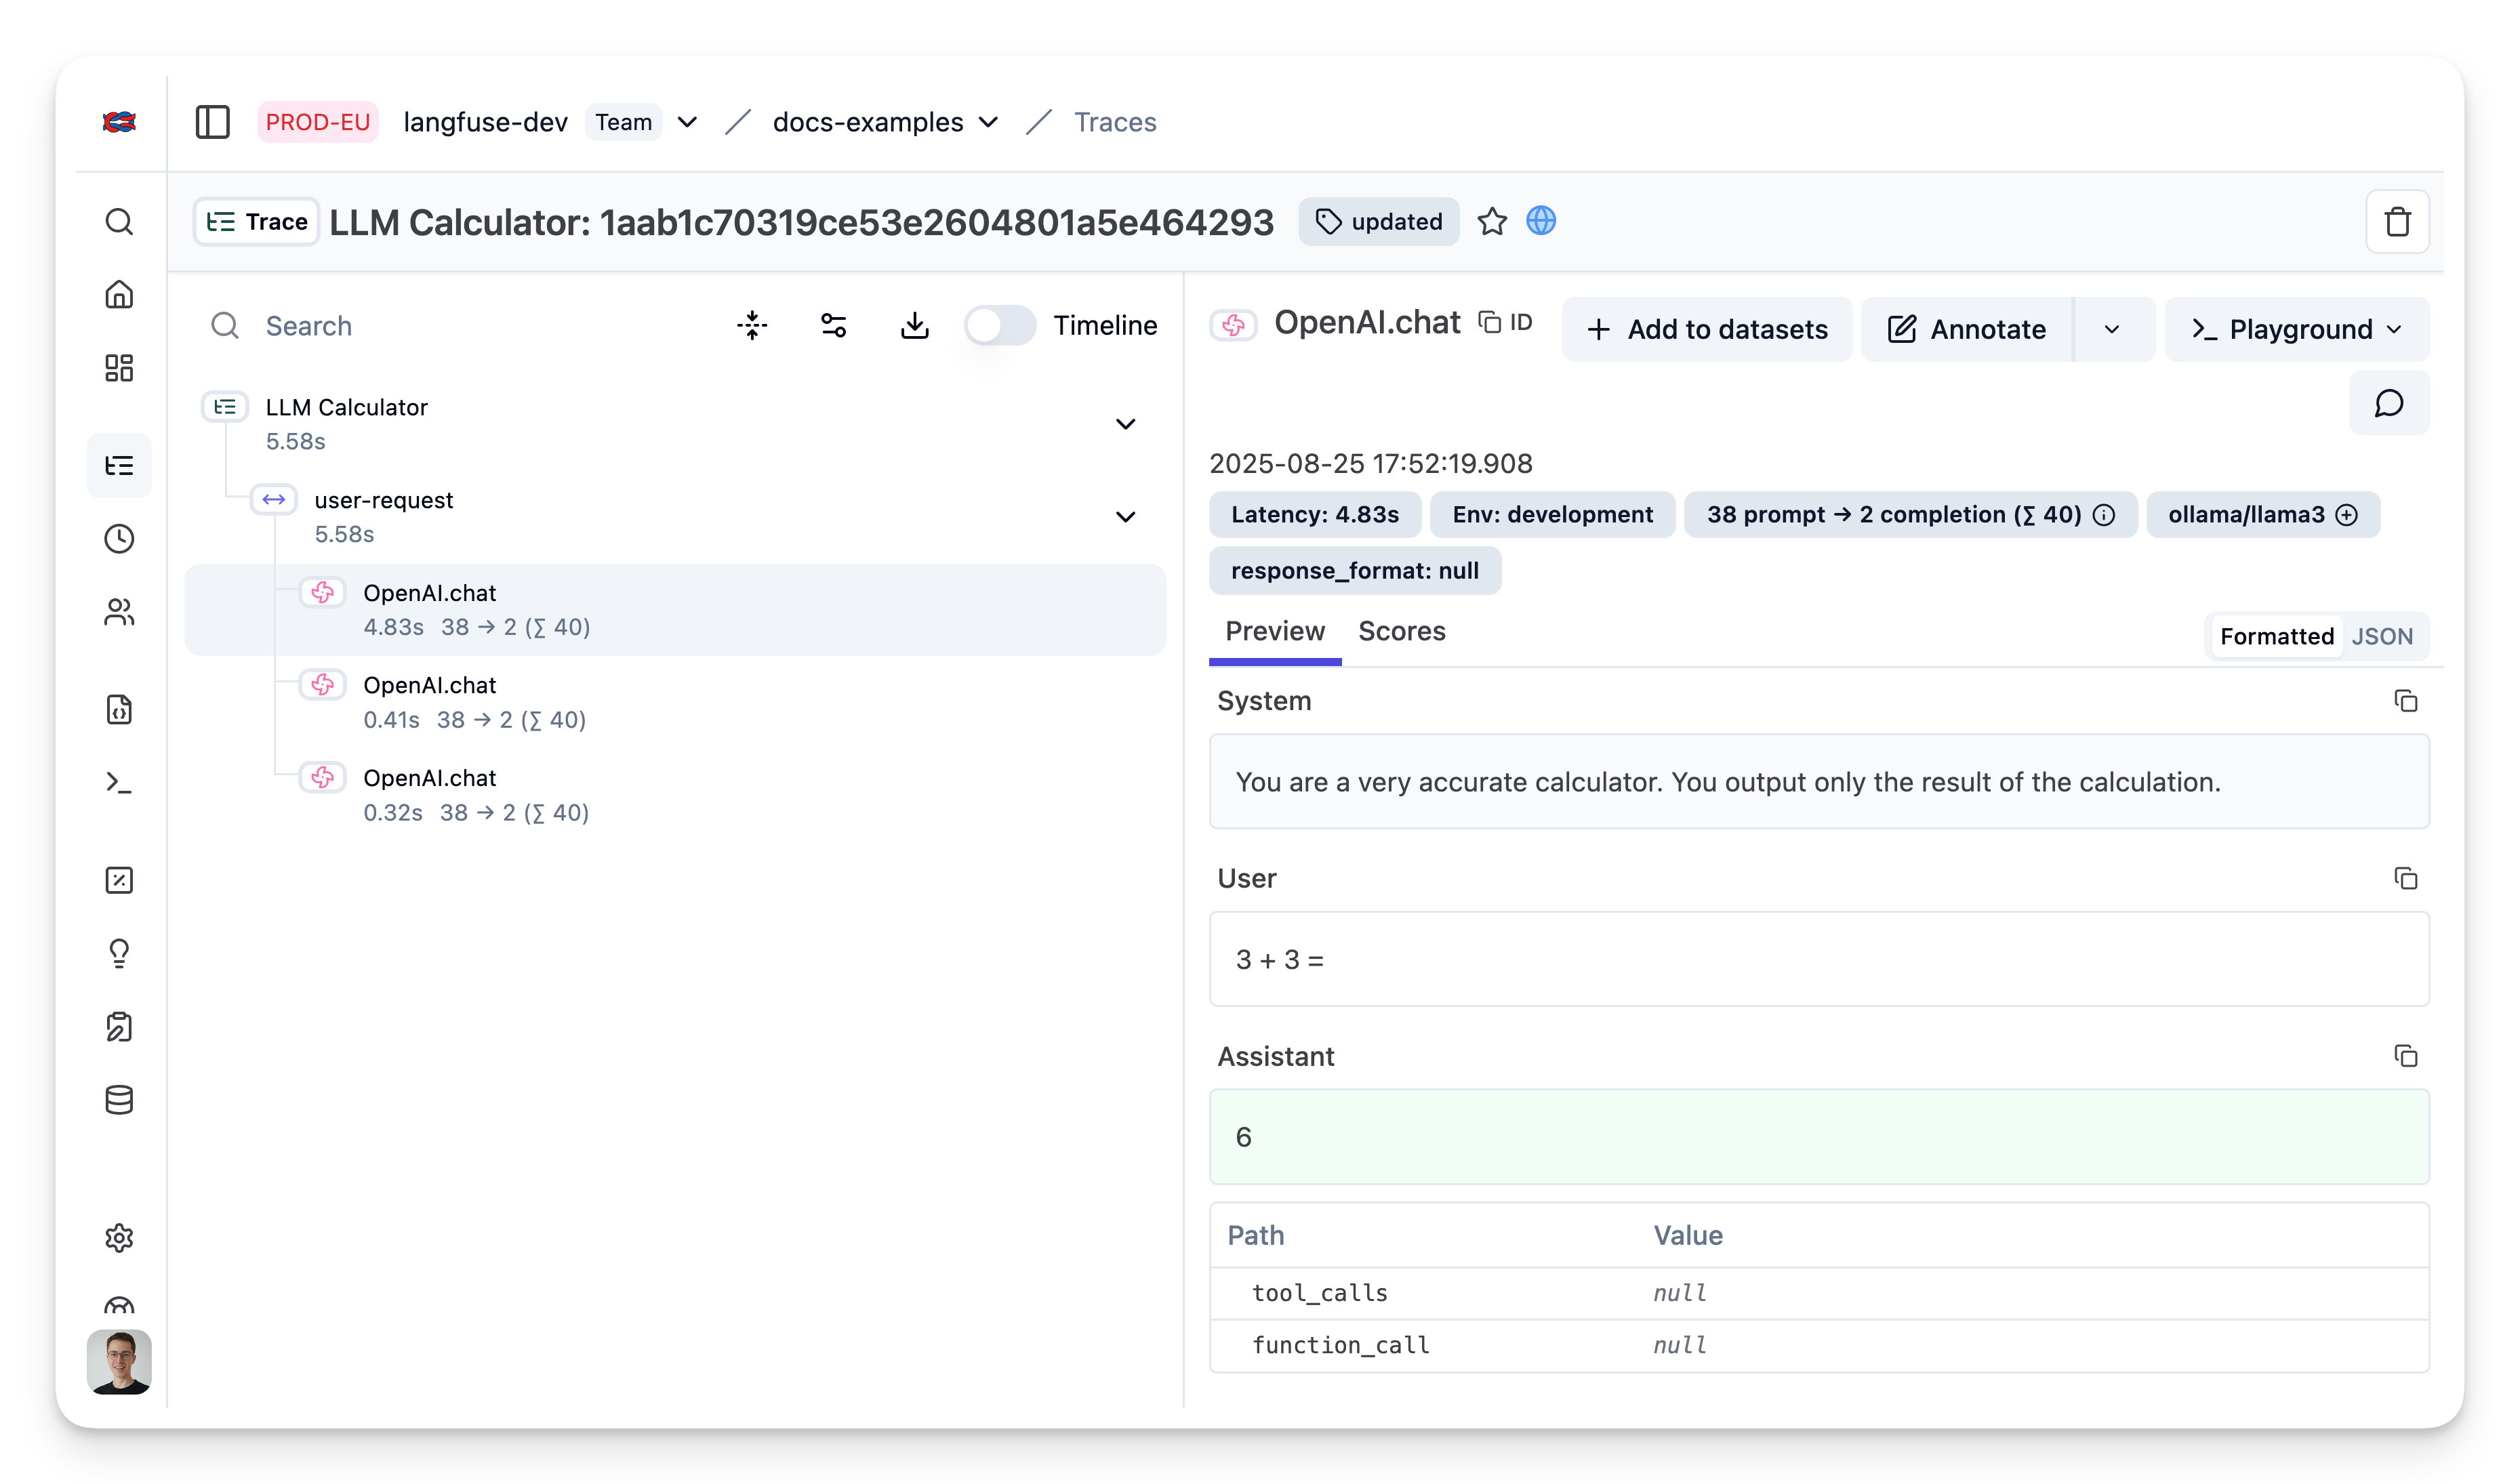 PROD-EU langfuse-dev Team docs-examples Traces
Trace LLM Calculator: 1aab1c70319ce53e2604801a5e464293 updated
Search Timeline
LLM Calculator
5.58s
user-request
5.58s
OpenAI.chat
4.83s 38 → 2 (∑ 40)
OpenAI.chat
0.41s 38 → 2 (∑ 40)
OpenAI.chat
0.32s 38 → 2 (∑ 40)
OpenAI.chat ID + Add to datasets Annotate Playground
2025-08-25 17:52:19.908
Latency: 4.83s Env: development 38 prompt → 2 completion (∑ 40) ollama/llama3
response_format: null
Preview Scores Formatted JSON
System
You are a very accurate calculator. You output only the result of the calculation.
User
3 + 3 =
Assistant
6
Path Value
tool_calls null
function_call null